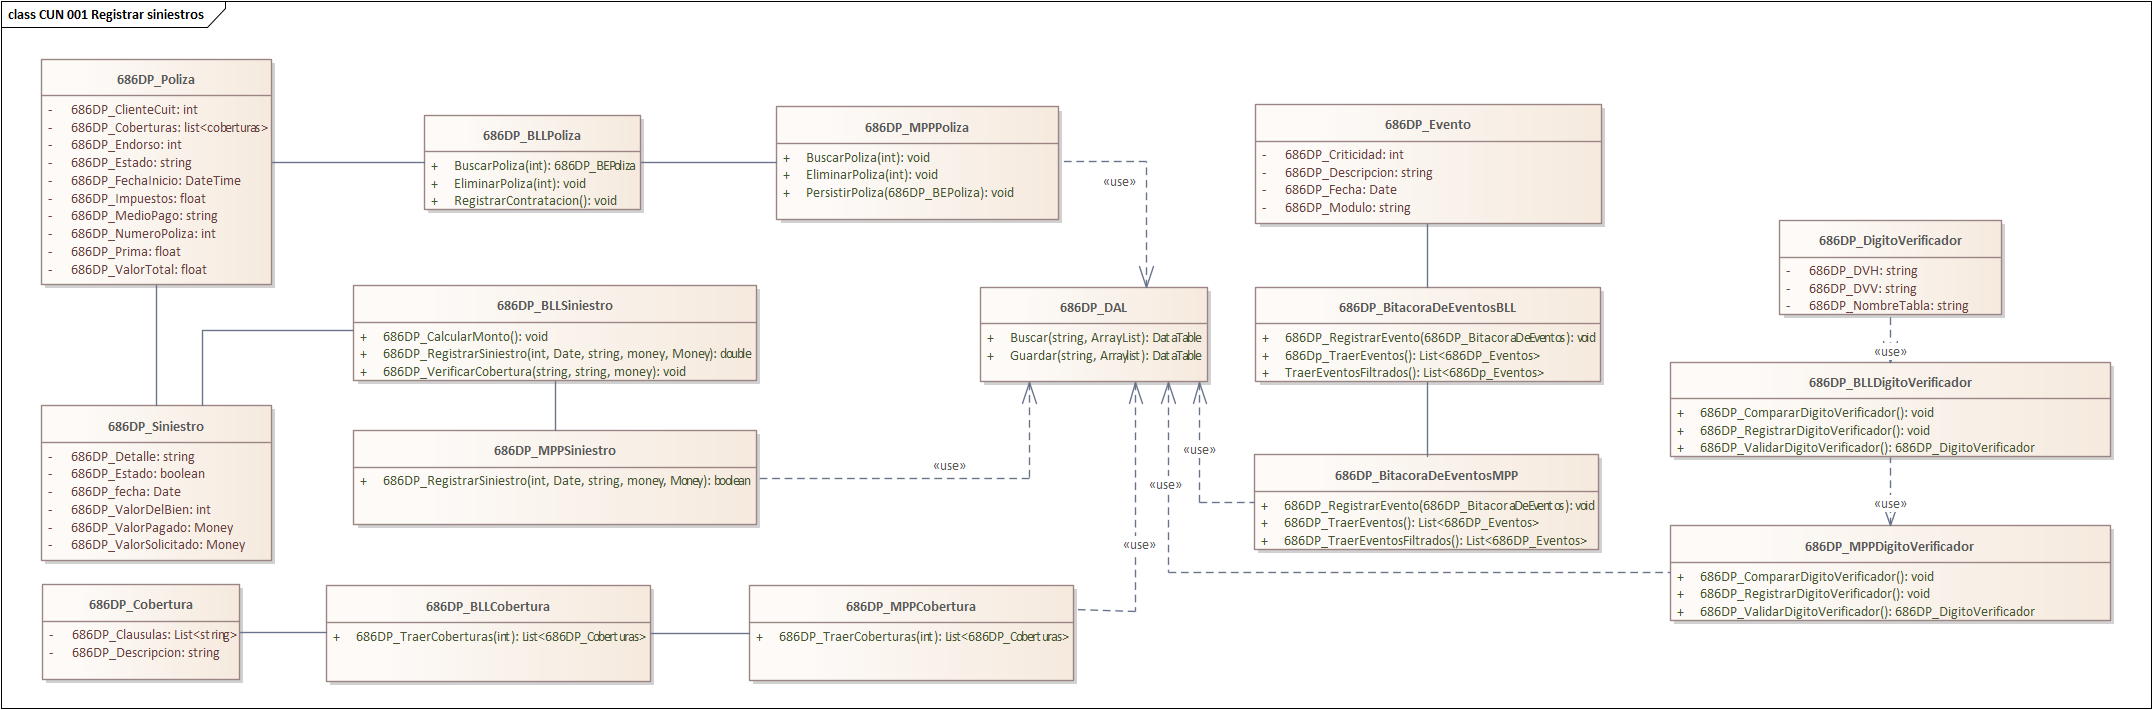 class CUN 001 Registrar siniestros
686DP_Poliza
- 686DP_ClienteCuit: int
- 686DP_Coberturas: list<coberturas>
- 686DP_Endorso: int
- 686DP_Estado: string
- 686DP_FechaInicio: DateTime
- 686DP_Impuestos: float
- 686DP_MedioPago: string
- 686DP_NumeroPoliza: int
- 686DP_Prima: float
- 686DP_ValorTotal: float
686DP_BLLPoliza
+ BuscarPoliza(int): 686DP_BEPoliza
+ EliminarPoliza(int): void
+ RegistrarContratacion(): void
686DP_MPPPoliza
+ BuscarPoliza(int): void
+ EliminarPoliza(int): void
+ PersistirPoliza(686DP_BEPoliza): void
«use»
686DP_Evento
- 686DP_Criticidad: int
- 686DP_Descripcion: string
- 686DP_Fecha: Date
- 686DP_Modulo: string
686DP_DigitoVerificador
- 686DP_DVH: string
- 686DP_DVV: string
- 686DP_NombreTabla: string
«use»
686DP_BLLSiniestro
+ 686DP_CalcularMonto(): void
+ 686DP_RegistrarSiniestro(int, Date, string, money, Money): double
+ 686DP_VerificarCobertura(string, string, money): void
686DP_DAL
+ Buscar(string, ArrayList): DataTable
+ Guardar(string, Arraylist): DataTable
686DP_BitacoraDeEventosBLL
+ 686DP_RegistrarEvento(686DP_BitacoraDeEventos): void
+ 686Dp_TraerEventos(): List<686DP_Eventos>
+ TraerEventosFiltrados(): List<686Dp_Eventos>
686DP_BLLDigitoVerificador
+ 686DP_CompararDigitoVerificador(): void
+ 686DP_RegistrarDigitoVerificador(): void
+ 686DP_ValidarDigitoVerificador(): 686DP_DigitoVerificador
«use»
686DP_Siniestro
- 686DP_Detalle: string
- 686DP_Estado: boolean
- 686DP_fecha: Date
- 686DP_ValorDelBien: int
- 686DP_ValorPagado: Money
- 686DP_ValorSolicitado: Money
686DP_MPPSiniestro
+ 686DP_RegistrarSiniestro(int, Date, string, money, Money): boolean
«use»
«use»
«use»
«use»
686DP_BitacoraDeEventosMPP
+ 686DP_RegistrarEvento(686DP_BitacoraDeEventos): void
+ 686DP_TraerEventos(): List<686DP_Eventos>
+ 686DP_TraerEventosFiltrados(): List<686DP_Eventos>
686DP_MPPDigitoVerificador
+ 686DP_CompararDigitoVerificador(): void
+ 686DP_RegistrarDigitoVerificador(): void
+ 686DP_ValidarDigitoVerificador(): 686DP_DigitoVerificador
686DP_Cobertura
- 686DP_Clausulas: List<string>
- 686DP_Descripcion: string
686DP_BLLCobertura
+ 686DP_TraerCoberturas(int): List<686DP_Coberturas>
686DP_MPPCobertura
+ 686DP_TraerCoberturas(int): List<686DP_Coberturas>